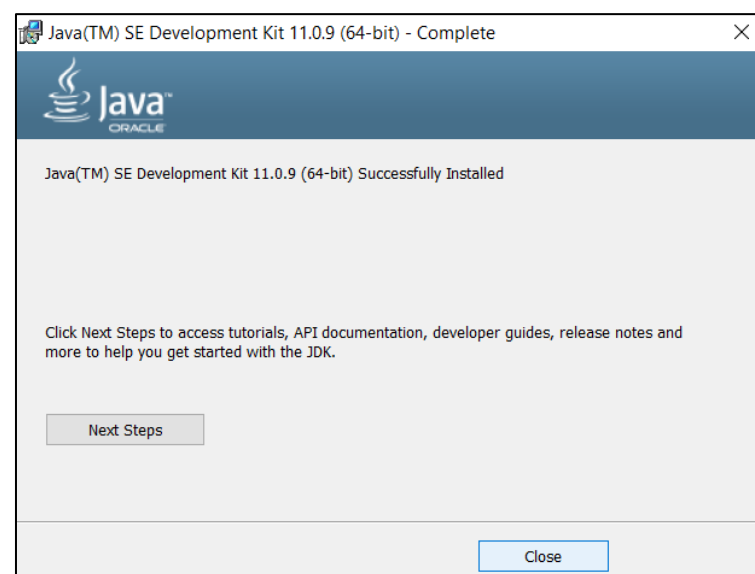 Java(TM) SE Development Kit 11.0.9 (64-bit) - Complete
Java™
ORACLE
Java(TM) SE Development Kit 11.0.9 (64-bit) Successfully Installed
Click Next Steps to access tutorials, API documentation, developer guides, release notes and
more to help you get started with the JDK.
Next Steps
Close